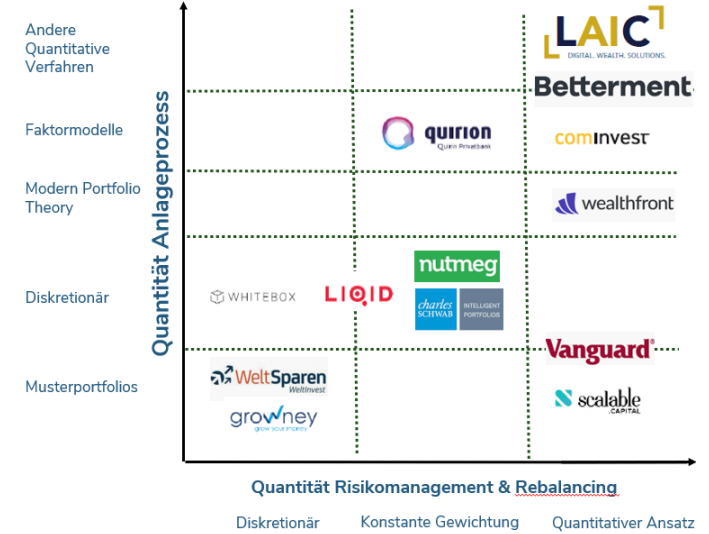 Andere
Quantitative
Verfahren
LAIC
DIGITAL. WEALTH. SOLUTIONS.
Betterment
Faktormodelle
quirion
Quirin Privatbank
comINVEST
Modern Portfolio
Theory
wealthfront
Quantität Anlageprozess
nutmeg
Diskretionär
WHITEBOX
LIQID
charles
SCHWAB
INTELLIGENT
PORTFOLIOS
Vanguard®
Musterportfolios
WeltSparen
WeltInvest
growney
grow your money
scalable
.CAPITAL
Quantität Risikomanagement & Rebalancing
Diskretionär
Konstante Gewichtung
Quantitativer Ansatz